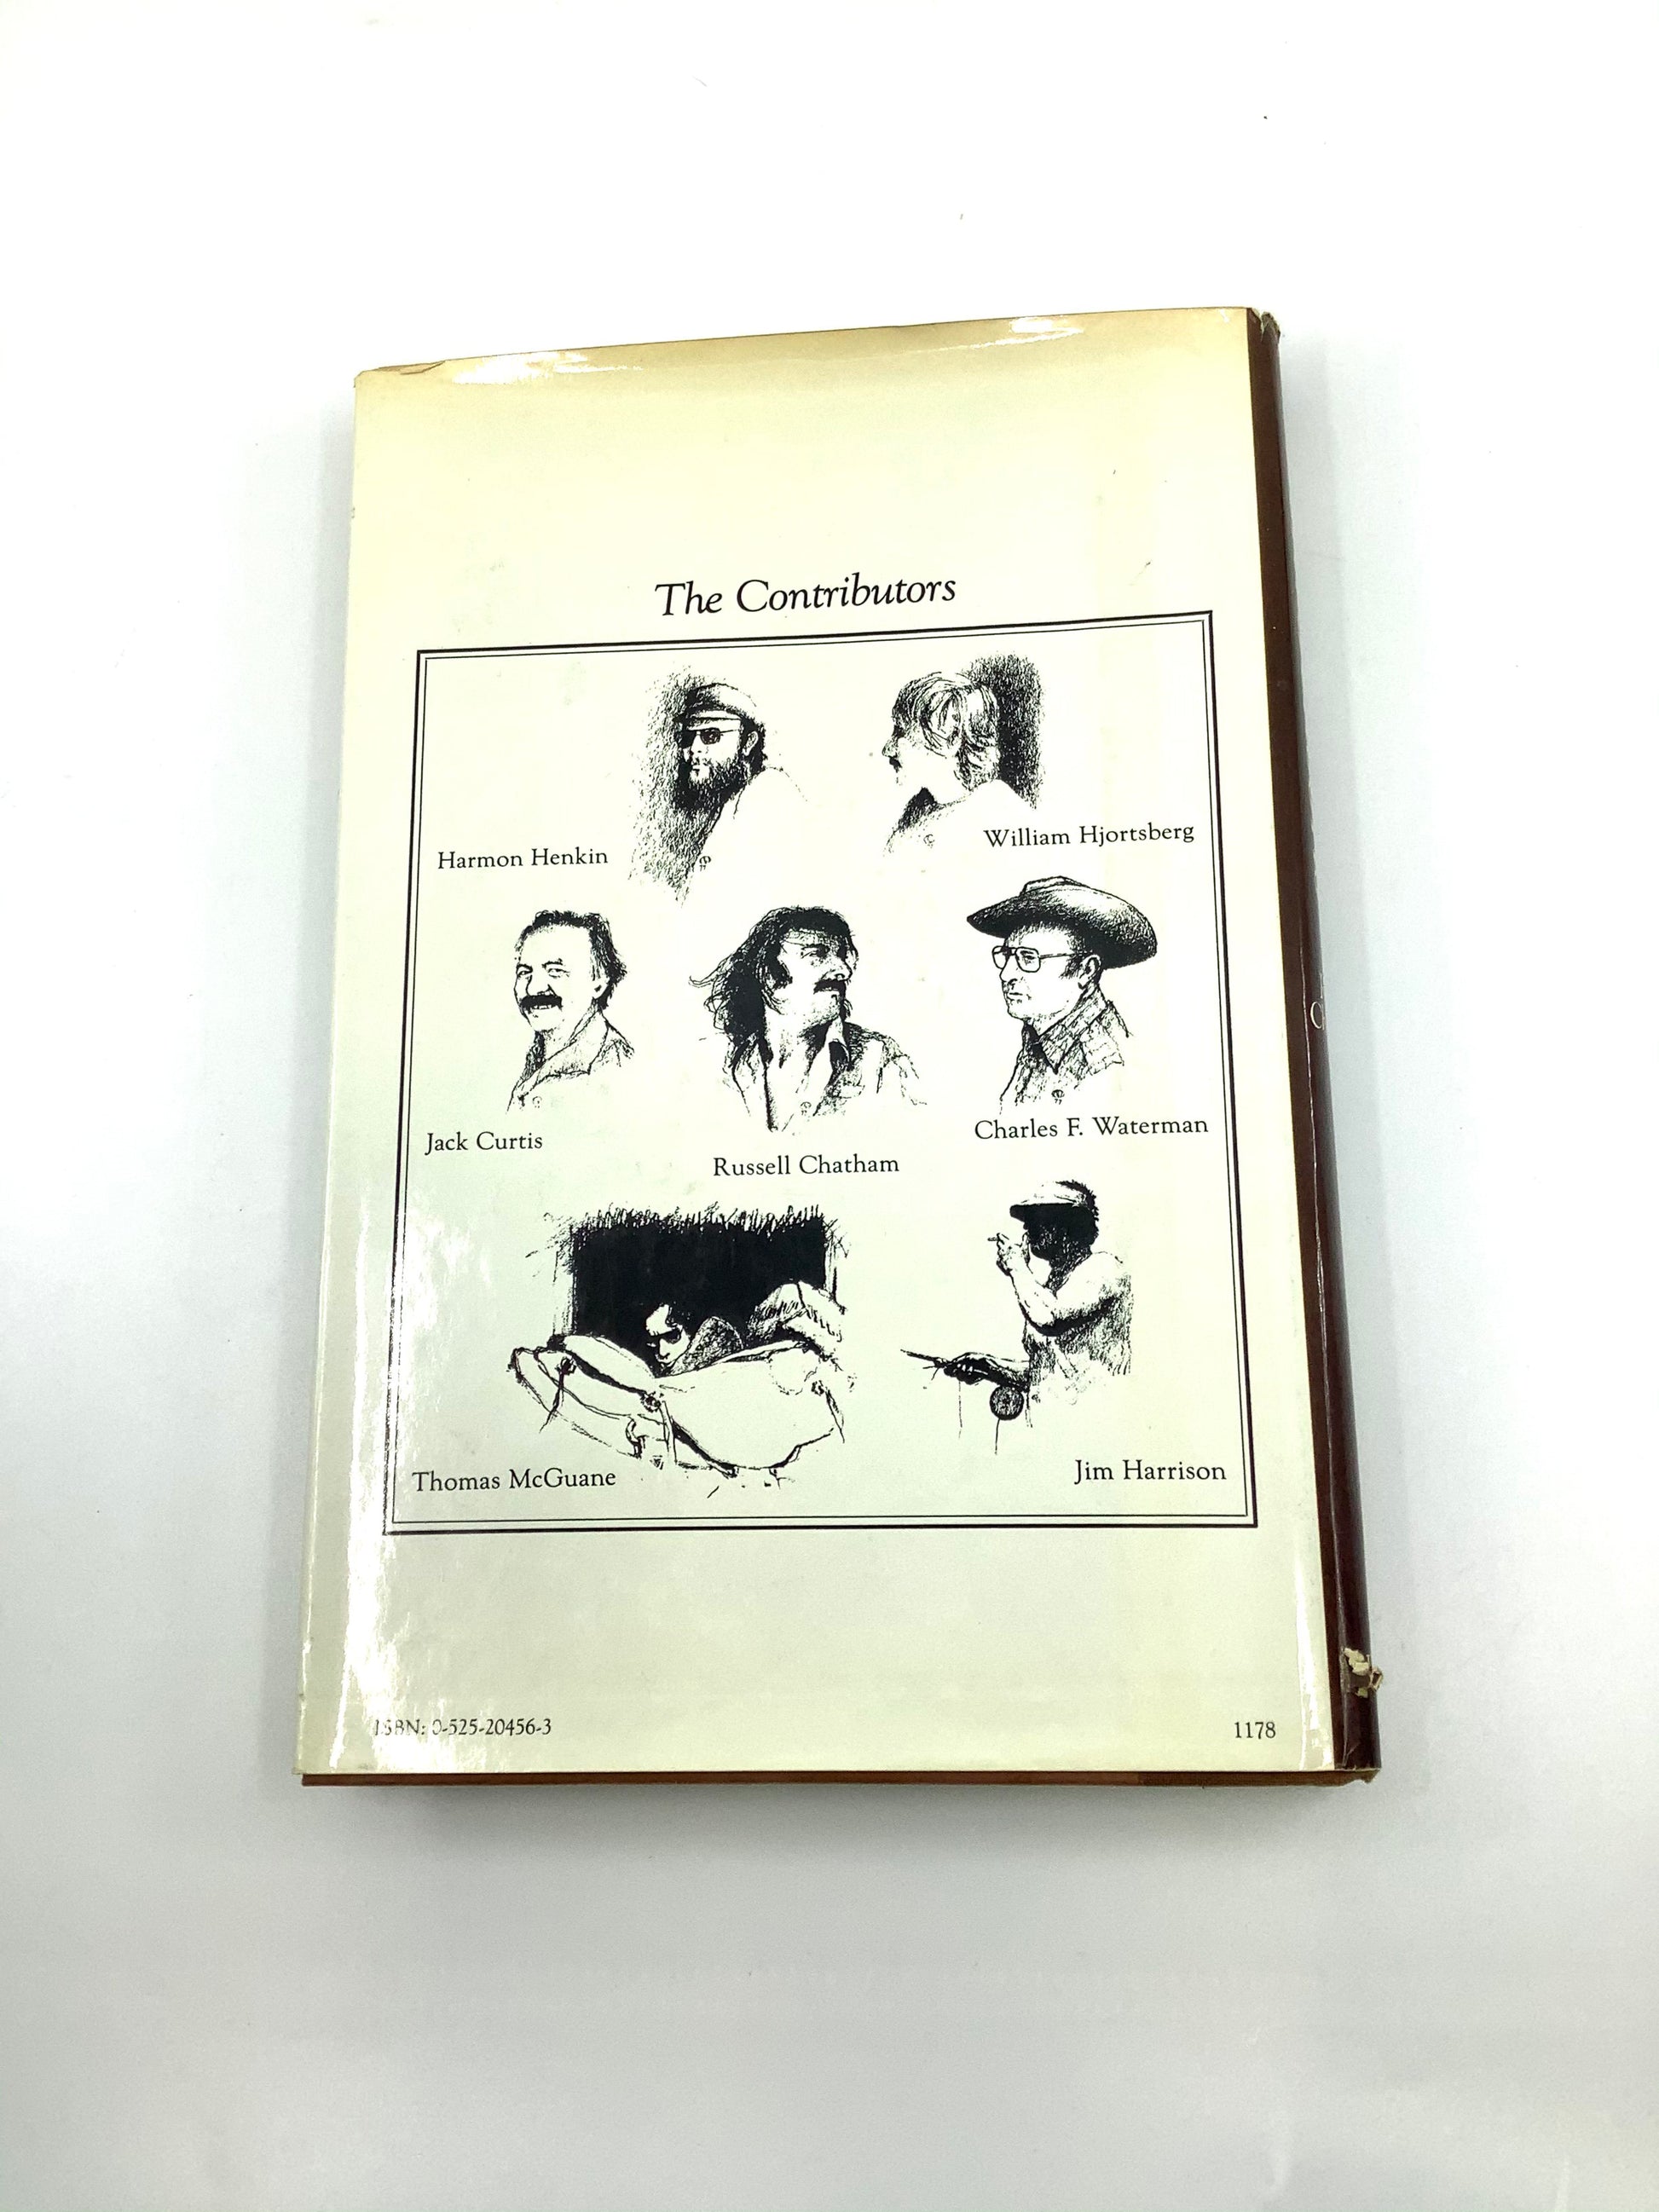 The Contributors
Harmon Henkin
William Hjortsberg
Jack Curtis
Russell Chatham
Charles F. Waterman
Thomas McGuane
Jim Harrison
ISBN: 0-525-20456-3
1178